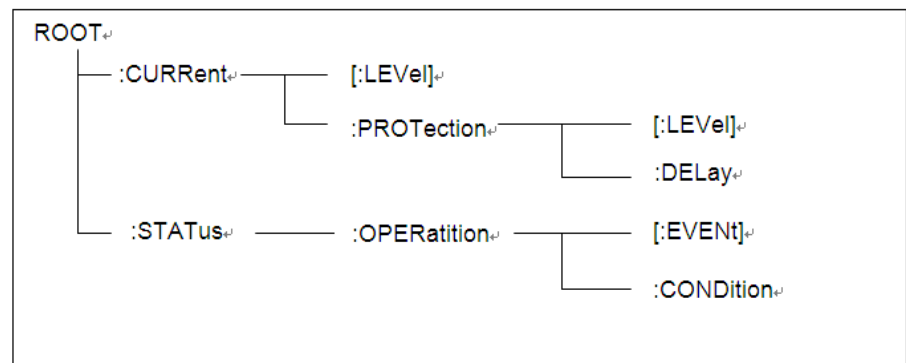 ROOT↵
:CURRent↵ [:LEVel]↵
:PROTection↵ [:LEVel]↵
:DELay↵
:STATus↵ :OPERatition↵ [:EVENt]↵
:CONDition↵